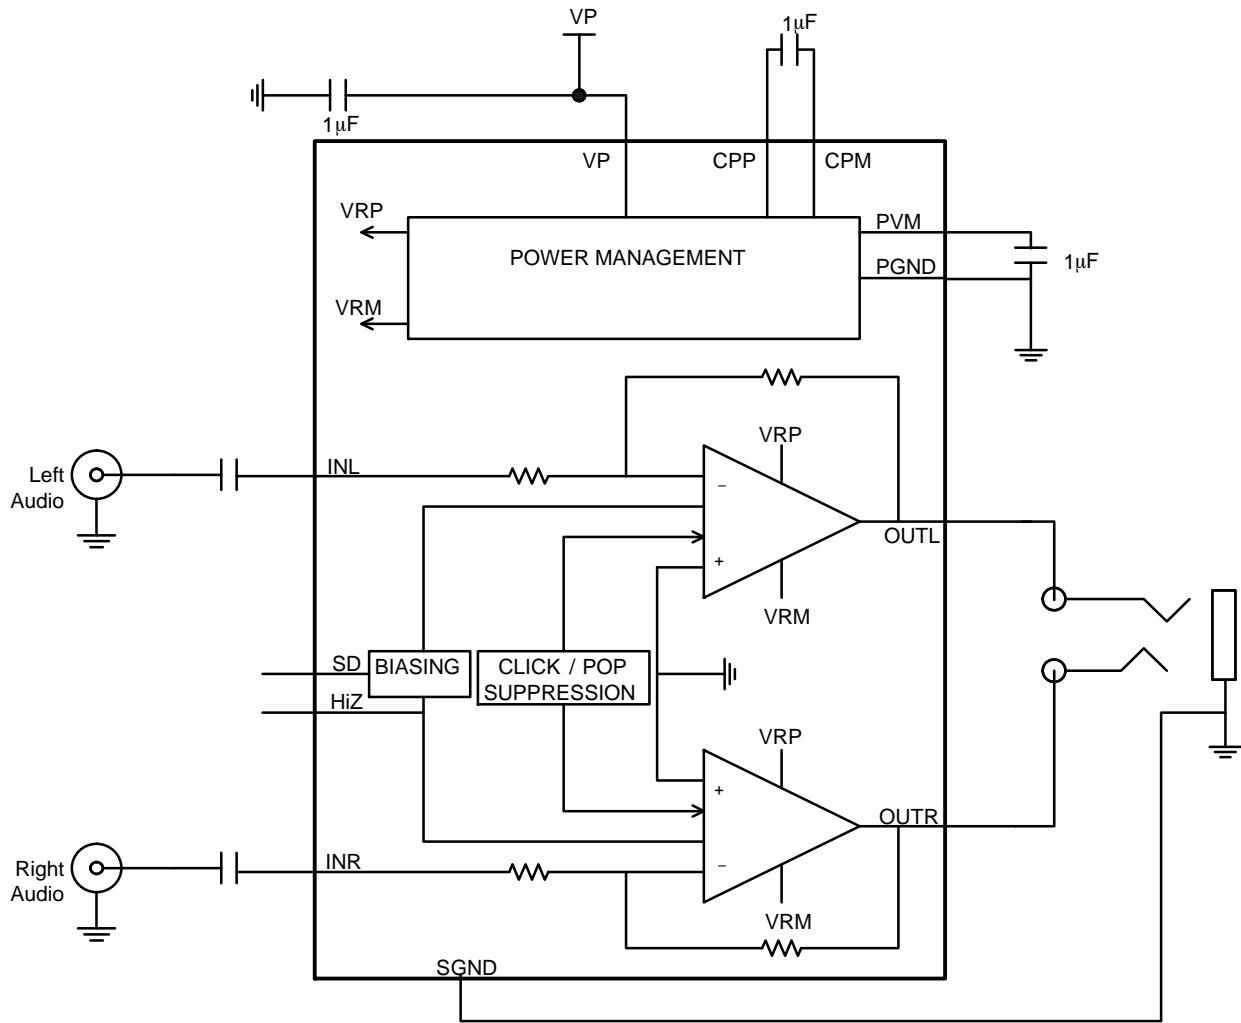 VP
1μF
1μF
VP
CPP
CPM
VRP
PVM
POWER MANAGEMENT
PGND
1μF
VRM
VRP
Left
Audio
INL
−
OUTL
+
VRM
SD
BIASING
CLICK / POP
SUPPRESSION
HiZ
VRP
+
OUTR
Right
Audio
INR
−
VRM
SGND